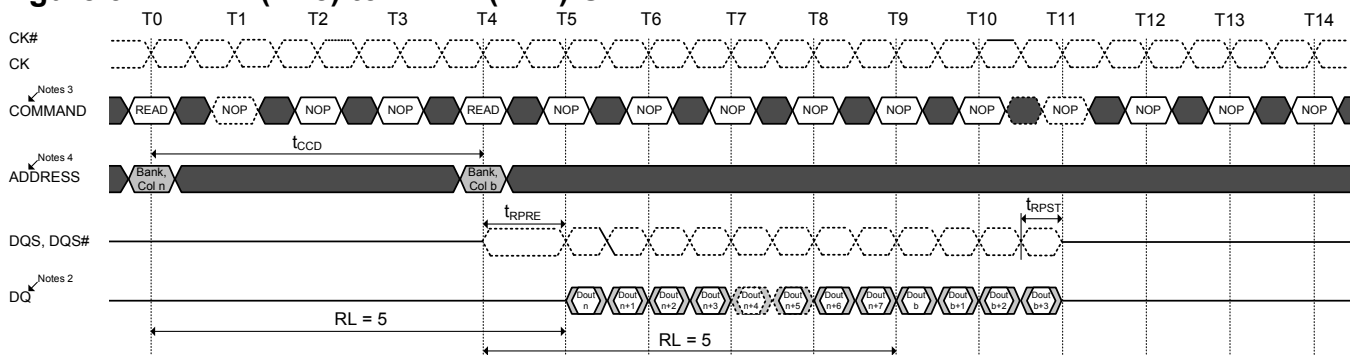 T0 T1 T2 T3 T4 T5 T6 T7 T8 T9 T10 T11 T12 T13 T14
CK#
CK
Notes 3
COMMAND READ NOP NOP NOP READ NOP NOP NOP NOP NOP NOP NOP NOP NOP NOP
tCCD
Notes 4
ADDRESS Bank, Col n Bank, Col b
tRPRE tRPST
DQS, DQS#
Notes 2
DQ Dout n Dout n+1 Dout n+2 Dout n+3 Dout n+4 Dout n+5 Dout n+6 Dout n+7 Dout b Dout b+1 Dout b+2 Dout b+3
RL = 5
RL = 5